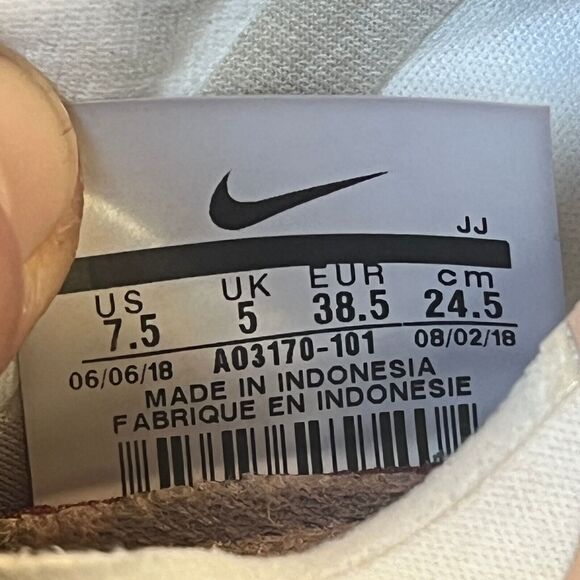 JJ
US UK EUR cm
7.5 5 38.5 24.5
06/06/18 AO3170-101 08/02/18
MADE IN INDONESIA
FABRIQUE EN INDONESIE